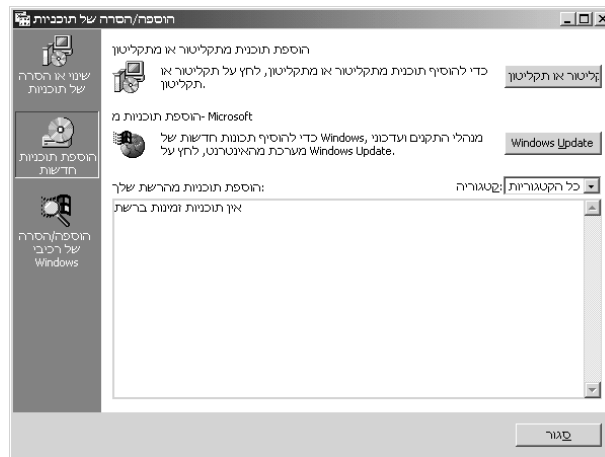 הוספה/הסרה של תוכניות
שינוי או הסרה
של תוכניות
הוספת תוכניות
חדשות
הוספה/הסרה
של רכיבי
Windows
הוספת תוכנית מתקליטור או מתקליטון
כדי להוסיף תוכנית מתקליטור או מתקליטון, לחץ על תקליטור או
תקליטון.
ליטור או תקליטון
הוספת תוכניות מ- Microsoft
כדי להוסיף תכונות חדשות של Windows, מנהלי התקנים ועדכוני
מערכת מהאינטרנט, לחץ על Windows Update.
Windows Update
הוספת תוכניות מהרשת שלך:
קטגוריה:
כל הקטגוריות
אין תוכניות זמינות ברשת
סגור